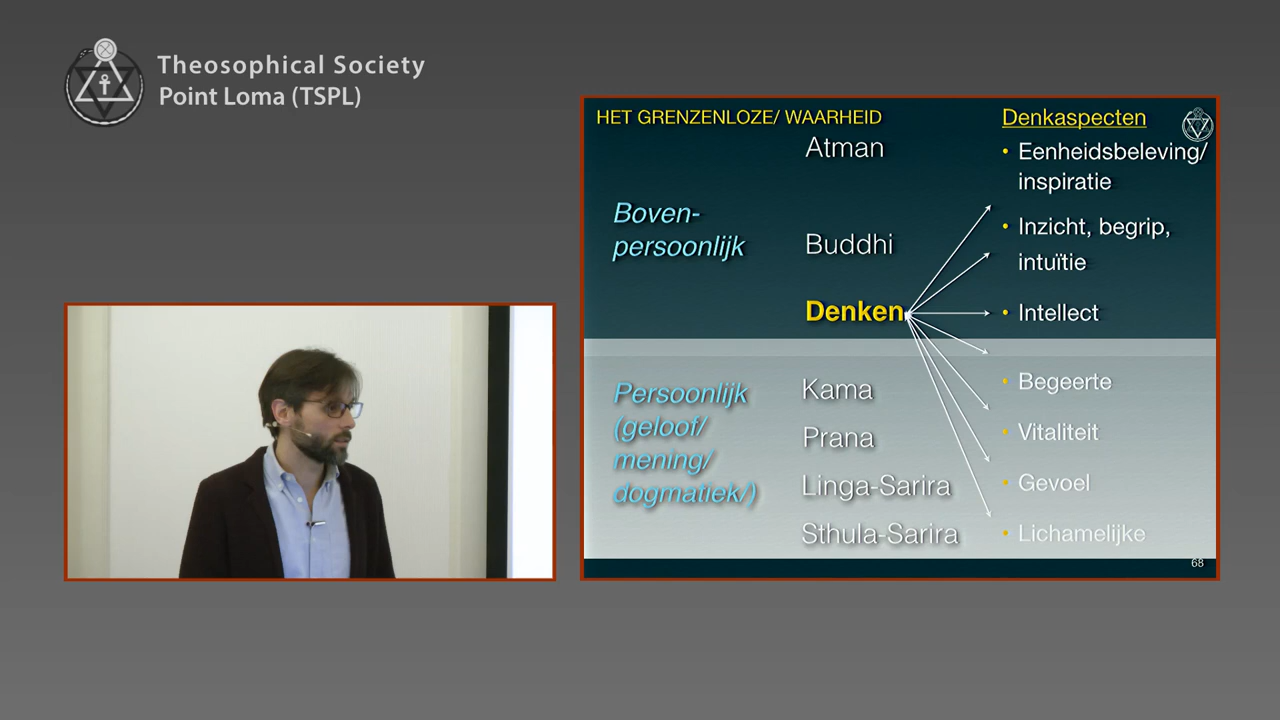 Theosophical Society
Point Loma (TSPL)
HET GRENZENLOZE/ WAARHEID
Denkaspecten
Atman
• Eenheidsbeleving/
inspiratie
Boven-
persoonlijk
Buddhi
• Inzicht, begrip,
intuïtie
Denken
• Intellect
Persoonlijk
(geloof/
mening/
dogmatiek/)
Kama
• Begeerte
Prana
• Vitaliteit
Linga-Sarira
• Gevoel
Sthula-Sarira
• Lichamelijke
68